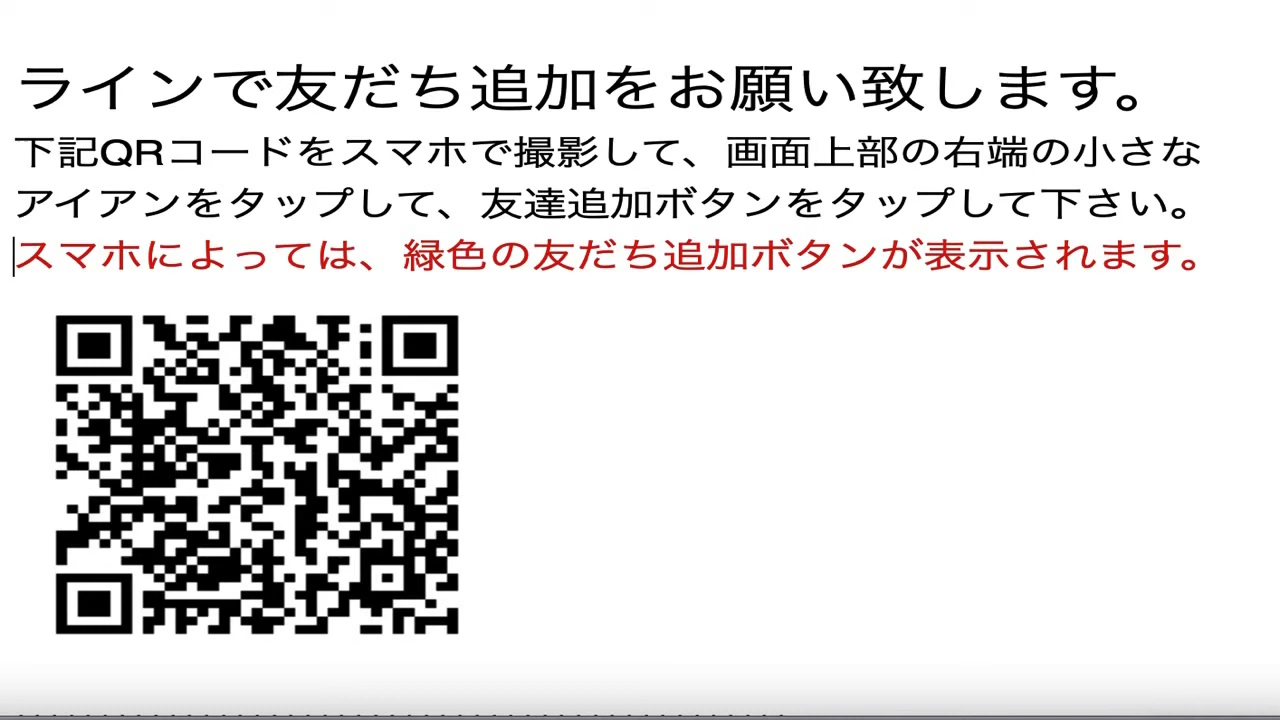 ラインで友だち追加をお願い致します。
下記QRコードをスマホで撮影して、画面上部の右端の小さな
アイアンをタップして、友達追加ボタンをタップして下さい。
スマホによっては、緑色の友だち追加ボタンが表示されます。